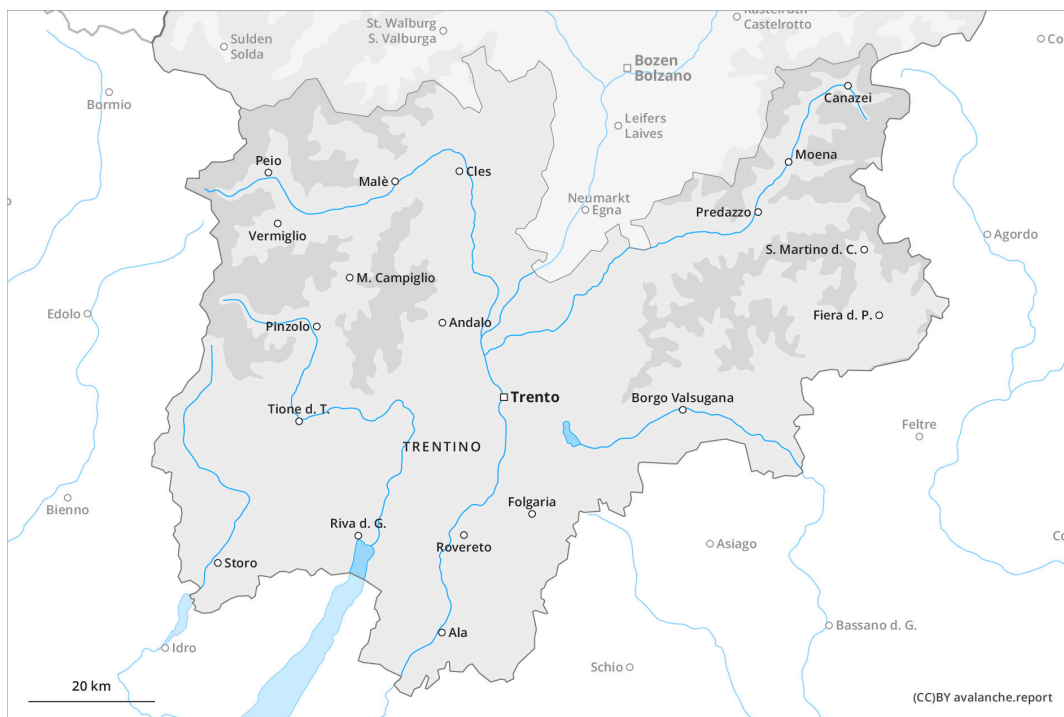 Kastelruth
Castelrotto
St. Walburg
S. Valburga
Sulden
Solda
Co
Bozen
Bolzano
Bormio
Canazei
Leifers
Laives
Moena
Peio
Malè
Cles
Neumarkt
Egna
Predazzo
Vermiglio
Agordo
S. Martino d. C.
M. Campiglio
Edolo
Pinzolo
Andalo
Fiera d. P.
Trento
Borgo Valsugana
Tione d. T.
Feltre
TRENTINO
Bienno
Folgaria
Riva d. G.
Rovereto
Asiago
Co
Storo
Ala
Bassano d. G.
Idro
Schio
20 km
(CC)BY avalanche.report